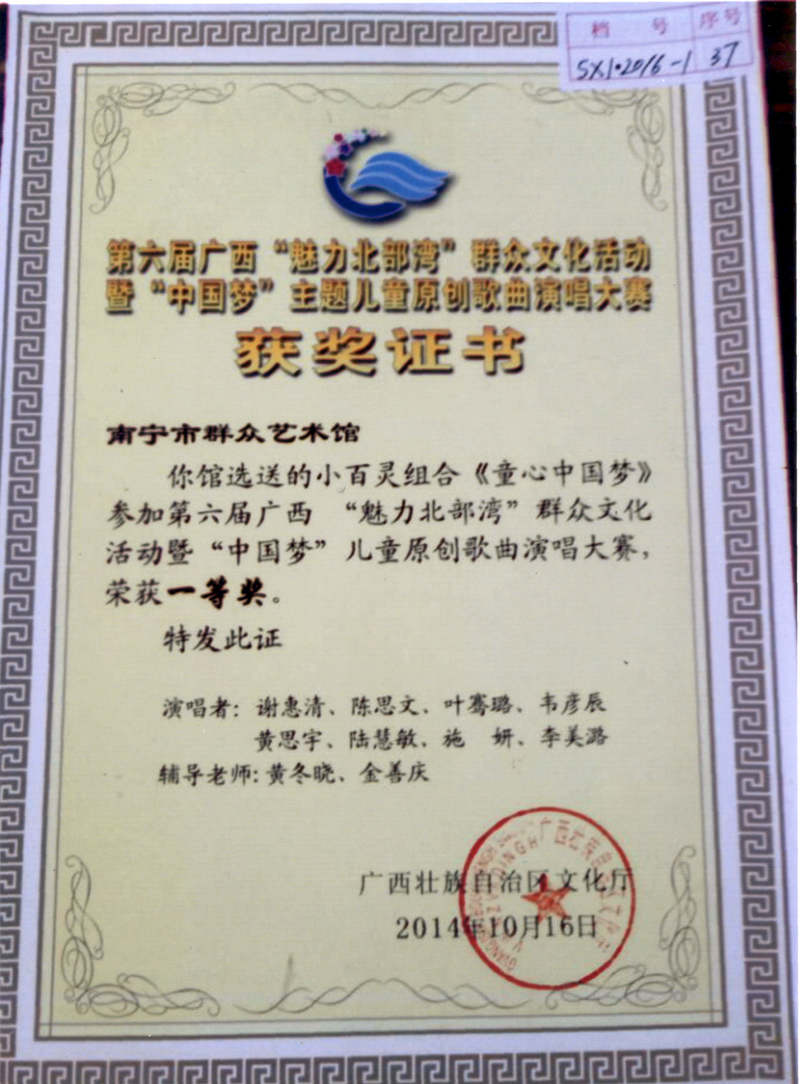 档 号 序号
SX1·2016-1 37
第六届广西“魅力北部湾”群众文化活动
暨“中国梦”主题儿童原创歌曲演唱大赛
获奖证书
南宁市群众艺术馆
你馆选送的小百灵组合《童心中国梦》
参加第六届广西 “魅力北部湾”群众文化
活动暨“中国梦”儿童原创歌曲演唱大赛，
荣获一等奖。
特发此证
演唱者：谢惠清、陈思文、叶骞璐、韦彦辰
黄思宇、陆慧敏、施 妍、李美潞
辅导老师：黄冬晓、金善庆
广西壮族自治区文化厅
2014年10月16日